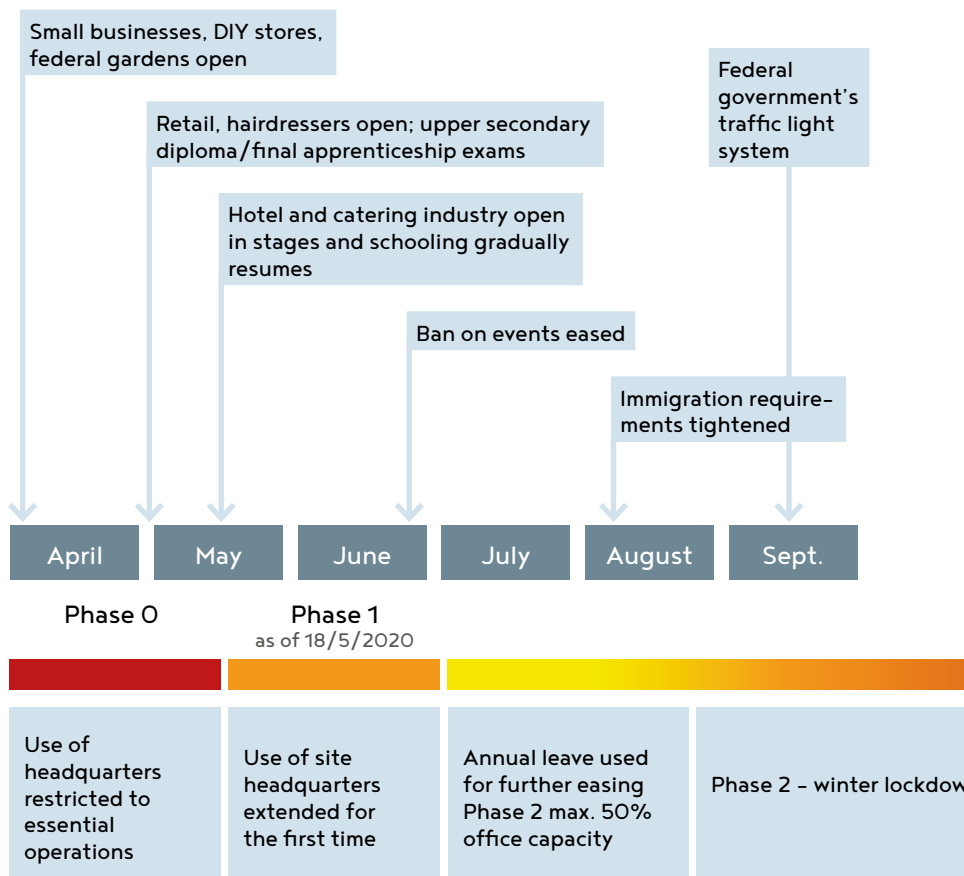 Small businesses, DIY stores,
federal gardens open
Federal
government's
traffic light
system
Retail, hairdressers open; upper secondary
diploma/final apprenticeship exams
Hotel and catering industry open
in stages and schooling gradually
resumes
Ban on events eased
Immigration require-
ments tightened
April May June July August Sept.
Phase 0 Phase 1
as of 18/5/2020
Use of
headquarters
restricted to
essential
operations
Use of site
headquarters
extended for
the first time
Annual leave used
for further easing
Phase 2 max. 50%
office capacity
Phase 2 – winter lockdow